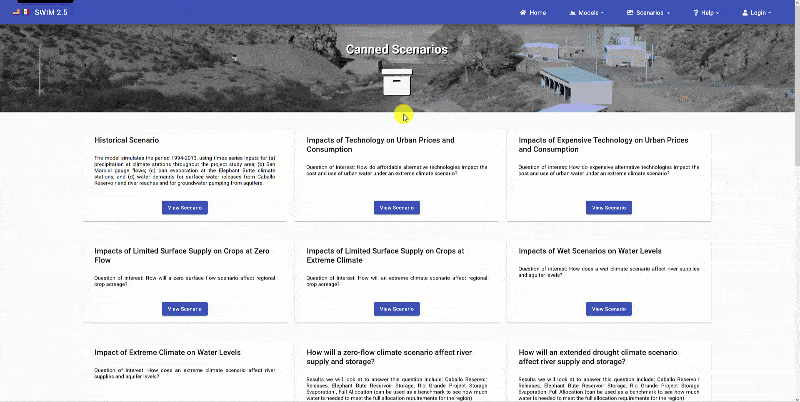 SWIM 2.5
Home
Models
Scenarios
Help
Login
Canned Scenarios
Historical Scenario
The model simulates the period 1994-2013, using times series inputs for (a)
precipitation at climate stations throughout the project study area; (b) San
Marcial gauge flows; (c) pan evaporation at the Elephant Butte climate
stations, and (d) water demands for surface water releases from Caballo
Reservoir and river reaches and for groundwater pumping from aquifers.
View Scenario
Impacts of Technology on Urban Prices and
Consumption
Question of Interest: How do affordable alternative technologies impact the
cost and use of urban water under an extreme climate scenario?
View Scenario
Impacts of Expensive Technology on Urban Prices
and Consumption
Question of interest: How do expensive alternative technologies impact the
cost and use of urban water under an extreme climate scenario?
View Scenario
Impacts of Limited Surface Supply on Crops at Zero
Flow
Question of Interest: How will a zero surface flow scenario affect regional
crop acreage?
View Scenario
Impacts of Limited Surface Supply on Crops at
Extreme Climate
Question of Interest: How will an extreme climate scenario affect regional
crop acreage?
View Scenario
Impacts of Wet Scenarios on Water Levels
Question of interest: How does a wet climate scenario affect river supplies
and aquifer levels?
View Scenario
Impact of Extreme Climate on Water Levels
Question of Interest: How does an extreme climate scenario affect river
supplies and aquifer levels?
How will a zero-flow climate scenario affect river
supply and storage?
Results we will look at to answer this question include: Caballo Reservoir
Releases, Elephant Bute Reservoir Storage, Rio Grande Project Storage
Evaporation , Full Allocation (can be used as a benchmark to see how much
water is needed to meet the full allocation requirements for the region)
How will an extended drought climate scenario
affect river supply and storage?
Results we will look at to answer this question include: Caballo Reservoir
Releases, Elephant Bute Reservoir Storage, Rio Grande Project Storage
Evaporation, Full Allocation (can be used as a benchmark to see how much
water is needed to meet the full allocation requirements for the region)